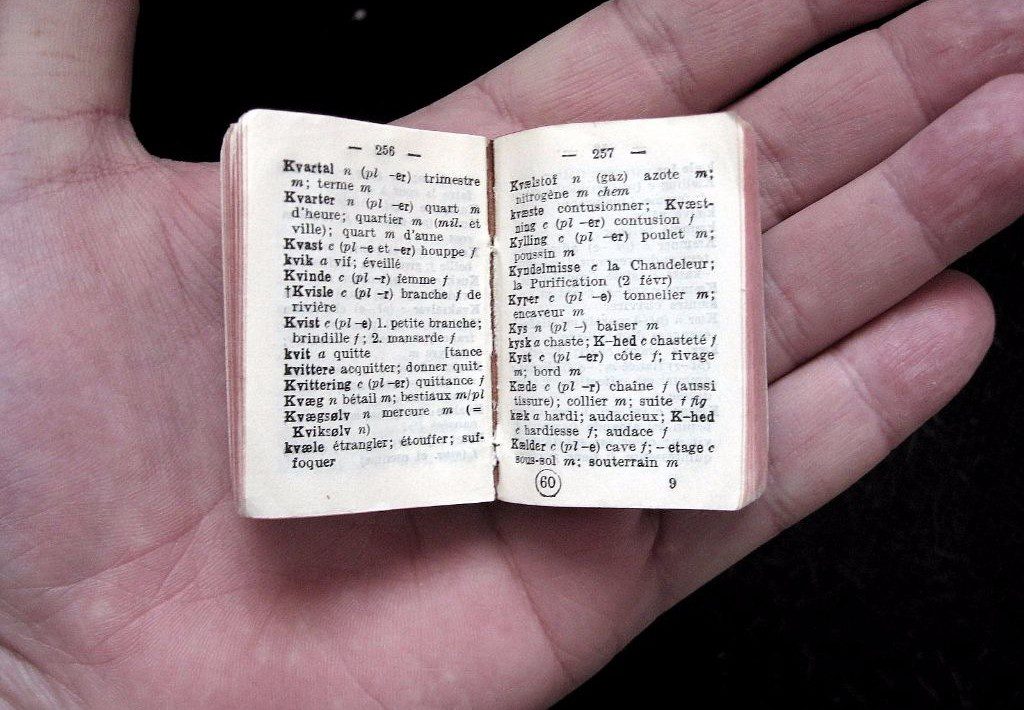 — 256 —
Kvartal n (pl -er) trimestre
m; terme m
Kvarter n (pl -er) quart m
d'heure; quartier m (mil. et
ville); quart m d'aune
Kvast c (pl -e et -er) houppe f
kvik a vif; éveillé
Kvinde c (pl -r) femme f
†Kvisle c (pl -r) branche f de
rivière
Kvist c (pl -e) 1. petite branche;
brindille f; 2. mansarde f
kvit a quitte [tance
kvittere acquitter; donner quit-
Kvittering c (pl -er) quittance f
Kvæg n bétail m; bestiaux m/pl
Kvægsølv n mercure m (=
Kviksølv n)
kvæle étrangler; étouffer; suf-
foquer
— 257 —
Kvælstof n (gaz) azote m;
nitrogène m chem
kvæste contusionner; Kvæst-
ning c (pl -er) contusion f
Kylling c (pl -er) poulet m;
poussin m
Kyndelmisse c la Chandeleur;
la Purification (2 févr)
Kyper c (pl -e) tonnelier m;
encaveur m
Kys n (pl -) baiser m
kysk a chaste; K-hed c chasteté f
Kyst c (pl -er) côte f; rivage
m; bord m
Kæde c (pl -r) chaîne f (aussi
tissure); collier m; suite f fig
kæk a hardi; audacieux; K-hed
c hardiesse f; audace f
Kælder c (pl -e) cave f; - etage c
sous-sol m; souterrain m
60 9